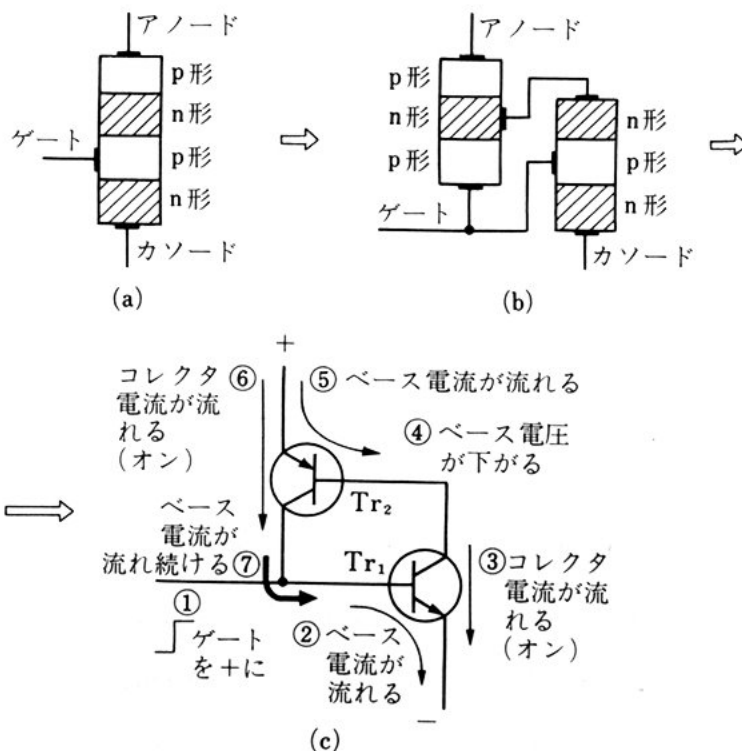 アノード
p形
n形
ゲート
p形
n形
カソード
(a)
アノード
p形
n形
p形
n形
p形
n形
ゲート
カソード
(b)
+
コレクタ ⑥
電流が流
れる
(オン)
⑤ ベース電流が流れる
④ ベース電圧
が下がる
Tr₂
ベース
電流が
流れ続ける⑦
Tr₁
③コレクタ
電流が流
れる
(オン)
①
ゲート
を+に
②ベース
電流が
流れる
−
(c)